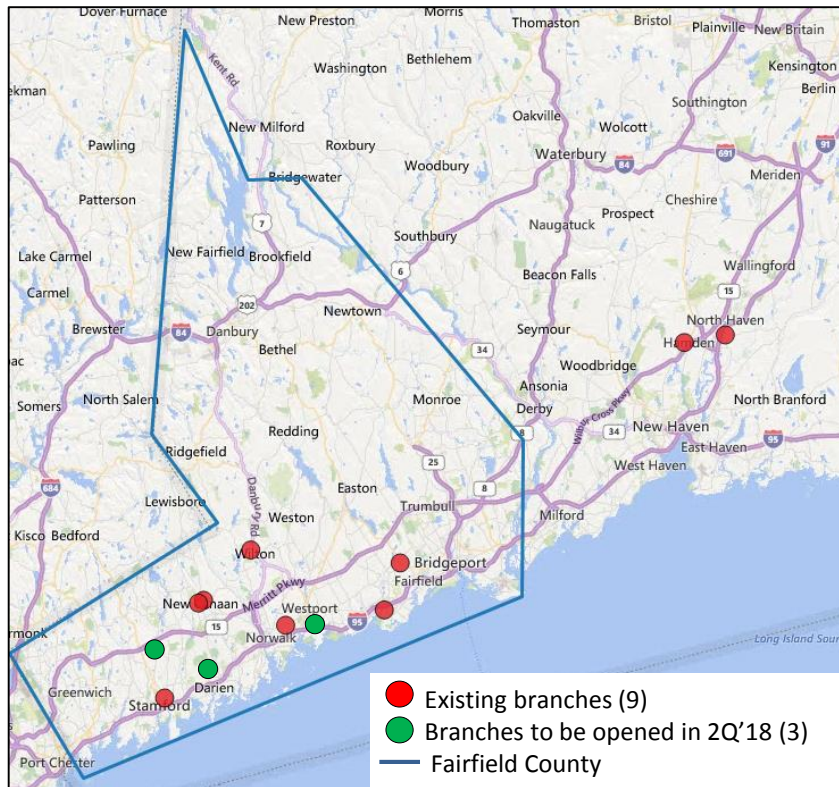 Dover Furnace
New Preston
Morris
Thomaston
Bristol
Plainville
New Britain
Kent Rd
Washington
Bethlehem
Kensington
Berlin
Southington
Oakville
Wolcott
Pawling
New Milford
Roxbury
Woodbury
Waterbury
84
691
91
Meriden
Bridgewater
Patterson
Cheshire
Prospect
Naugatuck
7
Southbury
Lake Carmel
New Fairfield
Brookfield
6
Beacon Falls
Wallingford
Carmel
15
202
Newtown
North Haven
Brewster
84
Danbury
Seymour
Hamden
Bethel
34
Woodbridge
Somers
North Salem
Monroe
Ansonia
Derby
Wilbur Cross Pkwy
North Branford
Redding
8
34
New Haven
East Haven
95
Ridgefield
25
West Haven
684
Danbury Rd
Easton
8
Lewisboro
Weston
Trumbull
Milford
Kisco
Bedford
Wilton
Bridgeport
Fairfield
Merritt Pkwy
New Canaan
Westport
15
95
Norwalk
Long Island Soun
Greenwich
Darien
Stamford
Port Chester
Existing branches (9)
Branches to be opened in 2Q'18 (3)
Fairfield County